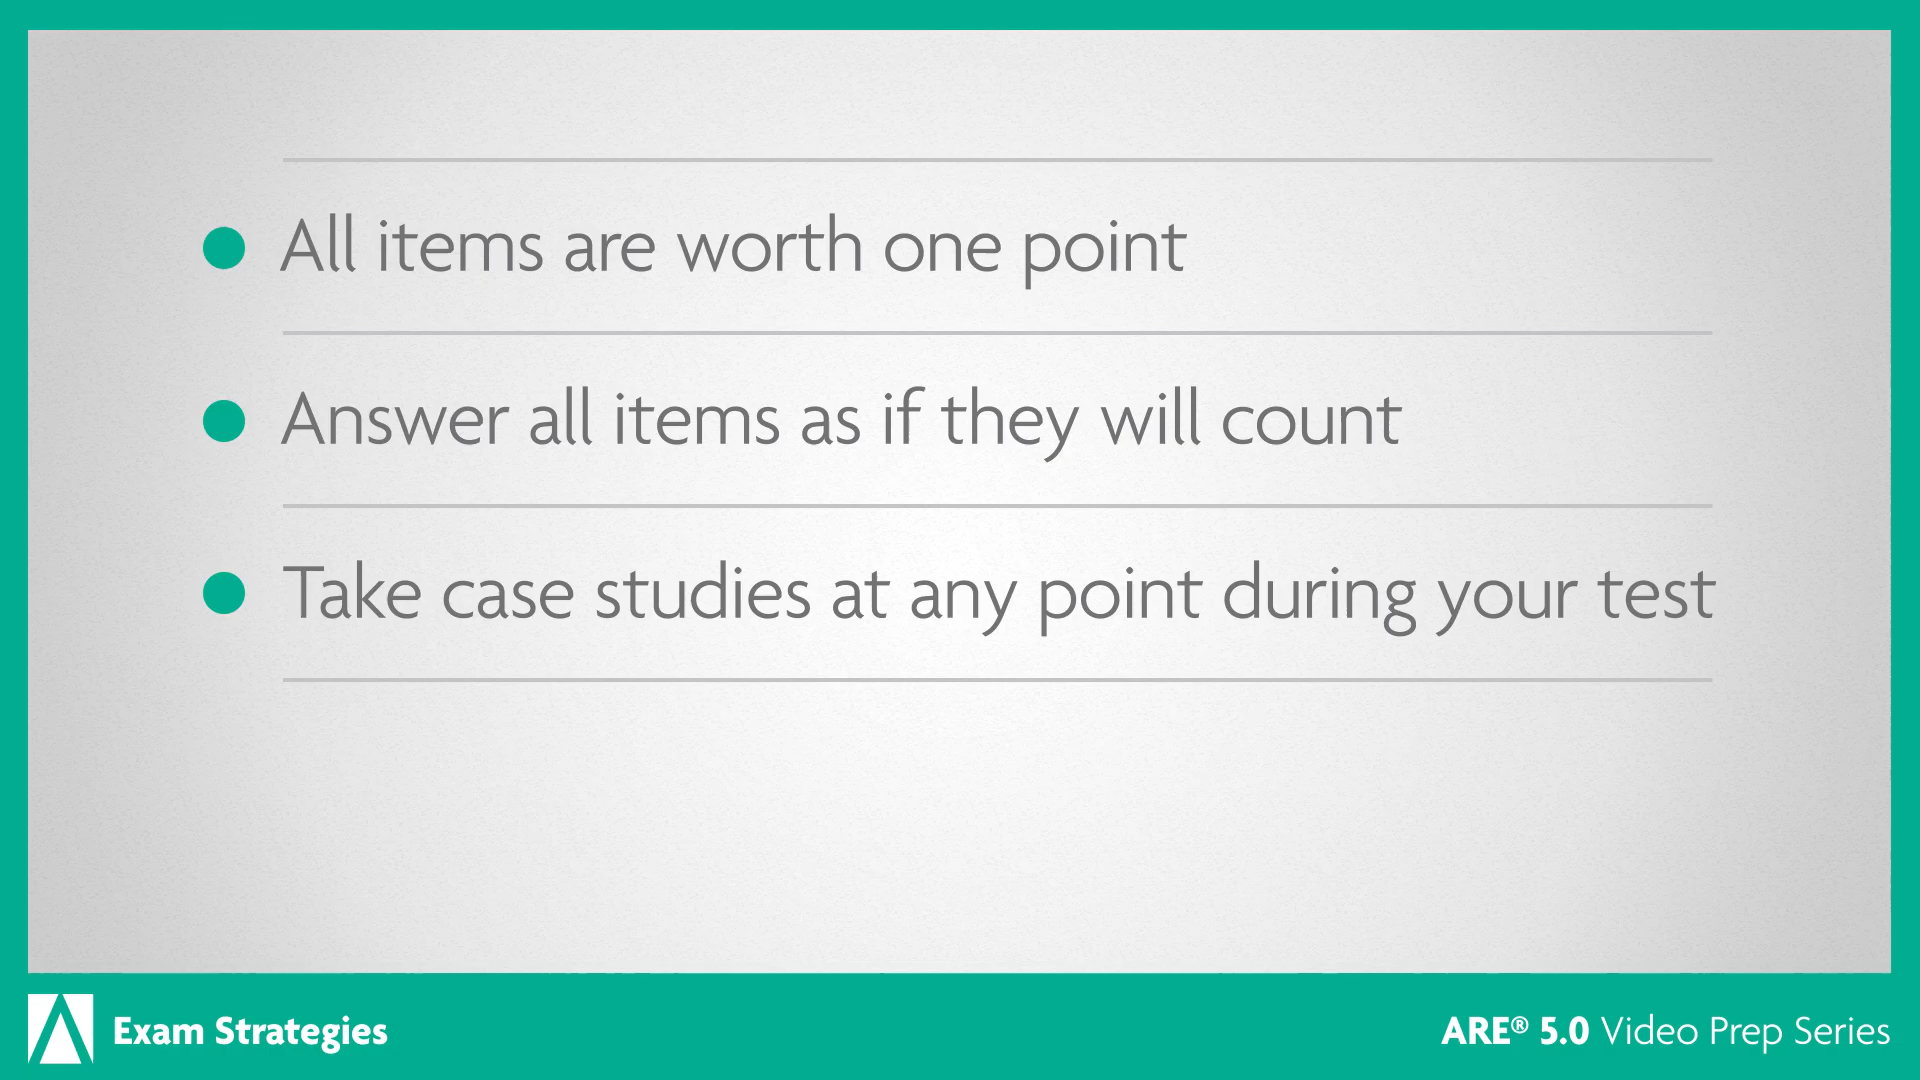 All items are worth one point
Answer all items as if they will count
Take case studies at any point during your test
Exam Strategies
ARE® 5.0 Video Prep Series